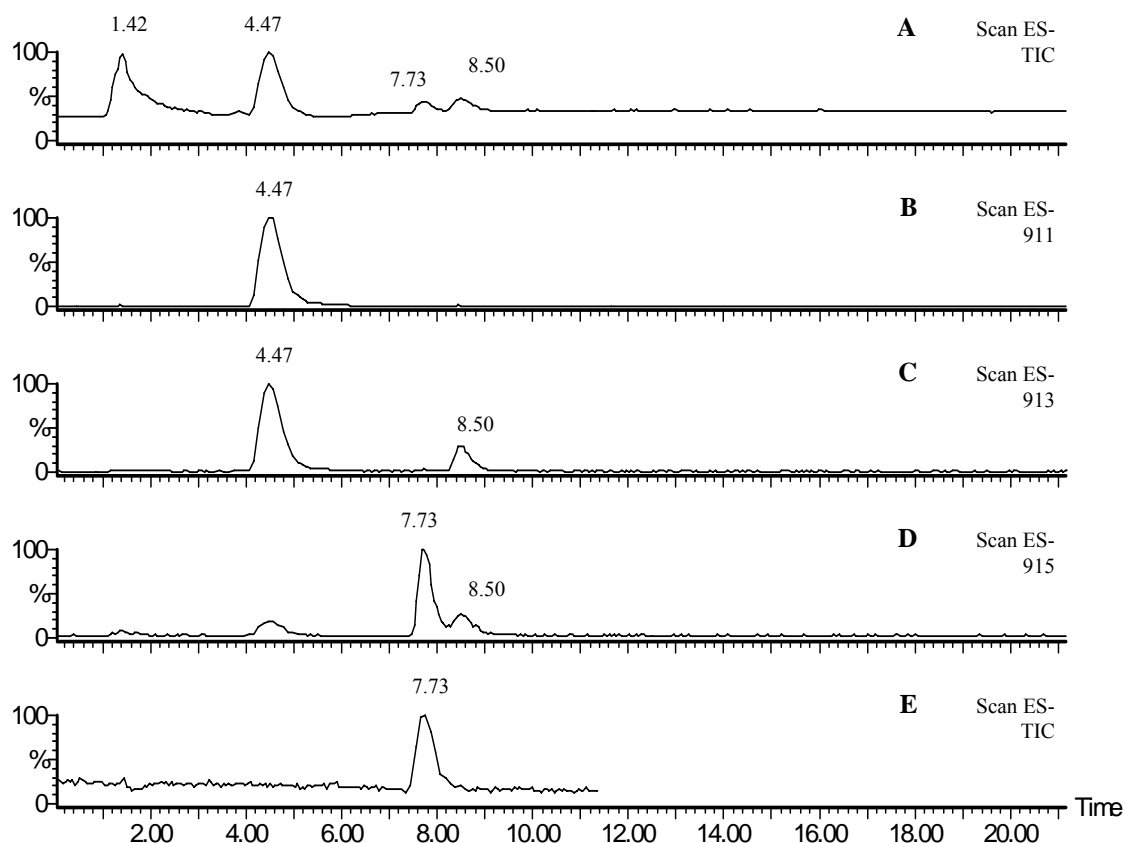 1.42 4.47 7.73 8.50 A Scan ES-
TIC
100
%
0
4.47 B Scan ES-
911
100
%
0
4.47 8.50 C Scan ES-
913
100
%
0
7.73 8.50 D Scan ES-
915
100
%
0
7.73 E Scan ES-
TIC
100
%
0
Time
2.00 4.00 6.00 8.00 10.00 12.00 14.00 16.00 18.00 20.00